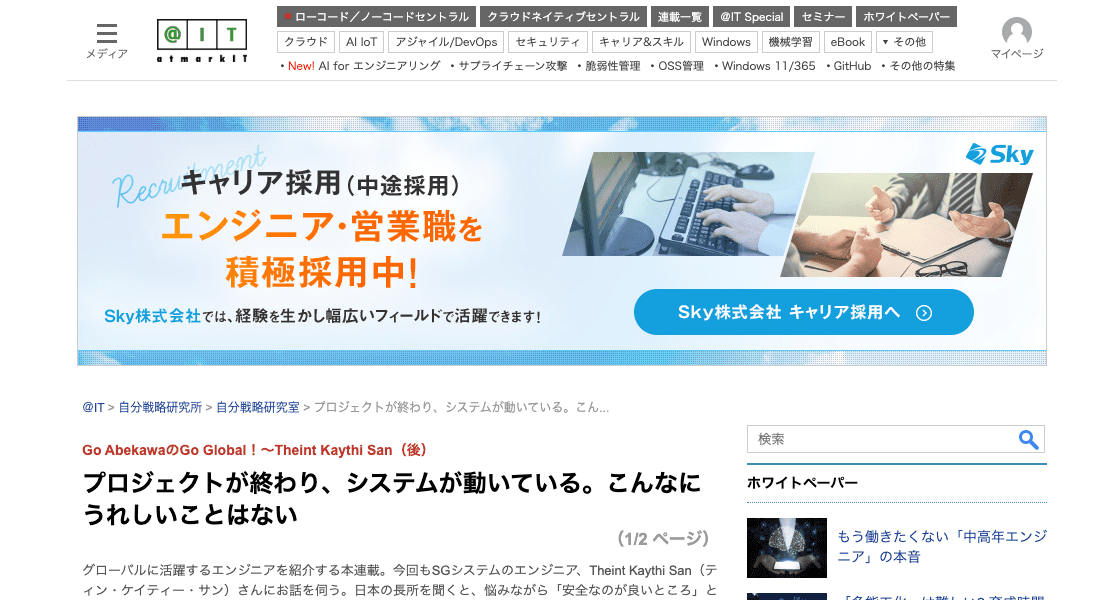 メディア
@IT
atmarkIT
ローコード／ノーコードセントラル
クラウドネイティブセントラル
連載一覧
@IT Special
セミナー
ホワイトペーパー
クラウド
AI IoT
アジャイル/DevOps
セキュリティ
キャリア&スキル
Windows
機械学習
eBook
▼ その他
・New! AI for エンジニアリング ・サプライチェーン攻撃 ・脆弱性管理 ・OSS管理 ・Windows 11/365 ・GitHub ・その他の特集
マイページ
Recruitment
キャリア採用（中途採用）
エンジニア・営業職を
積極採用中！
Sky株式会社では、経験を生かし幅広いフィールドで活躍できます！
Sky
Sky株式会社 キャリア採用へ
@IT > 自分戦略研究所 > 自分戦略研究室 > プロジェクトが終わり、システムが動いている。こん...
Go AbekawaのGo Global！〜Theint Kaythi San（後）
プロジェクトが終わり、システムが動いている。こんなに
うれしいことはない
（1/2 ページ）
グローバルに活躍するエンジニアを紹介する本連載。今回もSGシステムのエンジニア、Theint Kaythi San（テ
ィン・ケイティー・サン）さんにお話を伺う。日本の長所を聞くと、悩みながら「安全なのが良いところ」と
検索
ホワイトペーパー
もう働きたくない「中高年エンジ
ニア」の本音